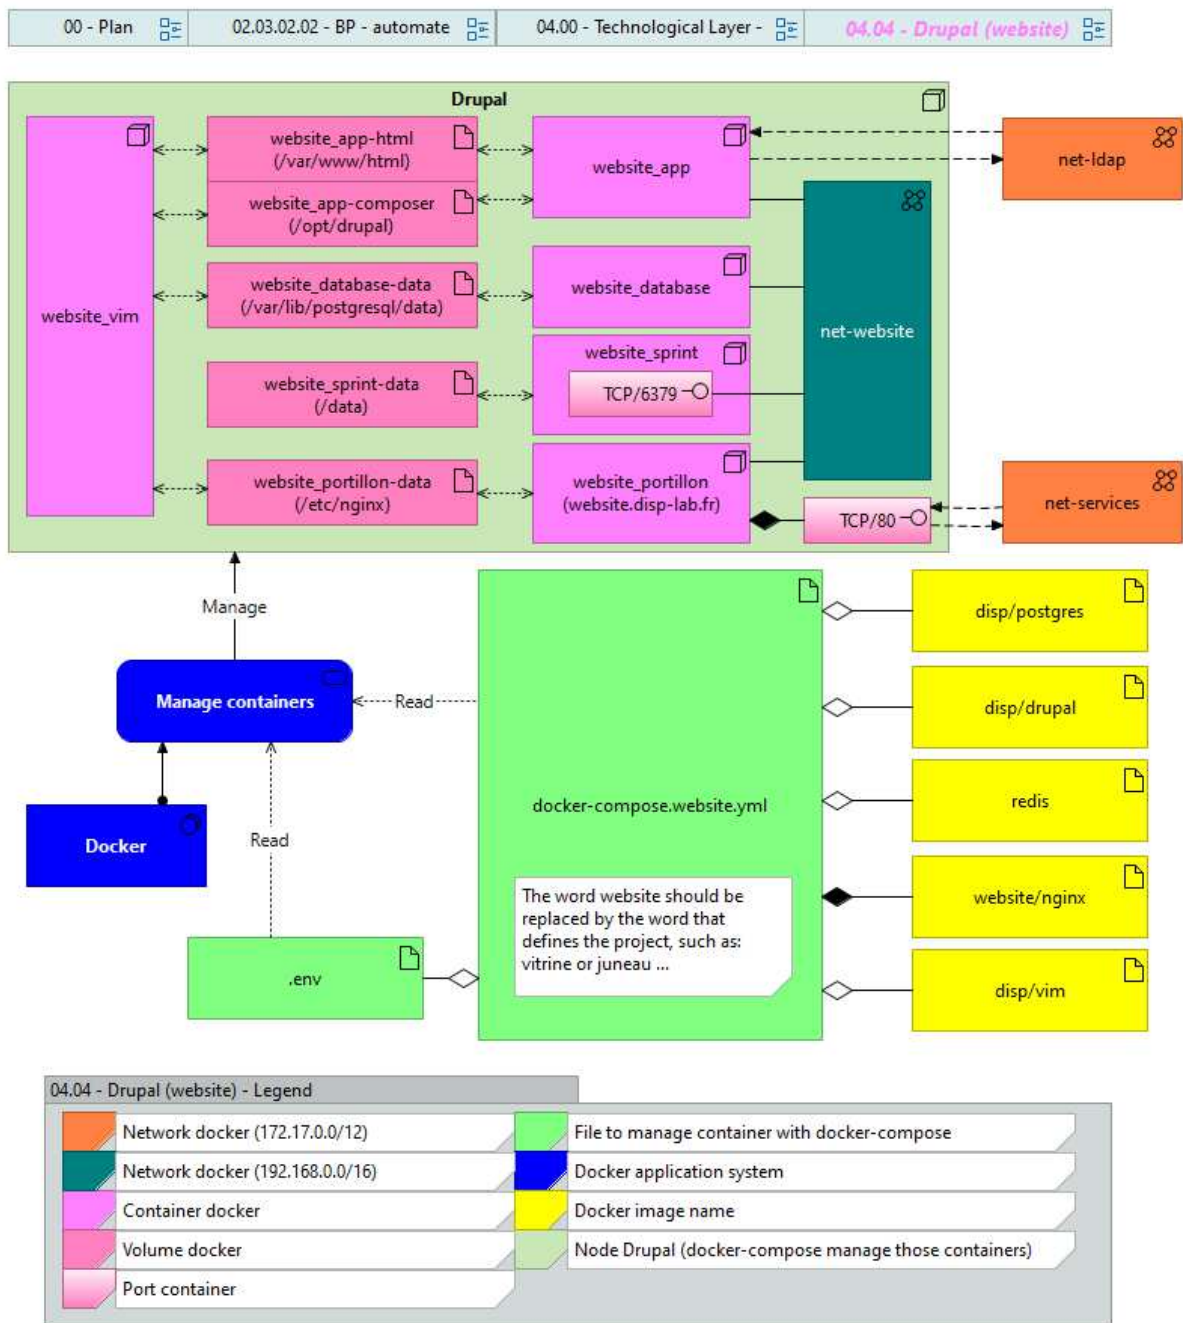 00 - Plan
02.03.02.02 - BP - automate
04.00 - Technological Layer -
04.04 - Drupal (website)
Drupal
website_vim
website_app-html
(/var/www/html)
website_app-composer
(/opt/drupal)
website_database-data
(/var/lib/postgresql/data)
website_sprint-data
(/data)
website_portillon-data
(/etc/nginx)
website_app
website_database
website_sprint
TCP/6379
website_portillon
(website.disp-lab.fr)
net-website
TCP/80
net-ldap
net-services
Manage
Manage containers
Read
Docker
Read
.env
docker-compose.website.yml
The word website should be
replaced by the word that
defines the project, such as:
vitrine or juneau ...
disp/postgres
disp/drupal
redis
website/nginx
disp/vim
04.04 - Drupal (website) - Legend
Network docker (172.17.0.0/12)
Network docker (192.168.0.0/16)
Container docker
Volume docker
Port container
File to manage container with docker-compose
Docker application system
Docker image name
Node Drupal (docker-compose manage those containers)